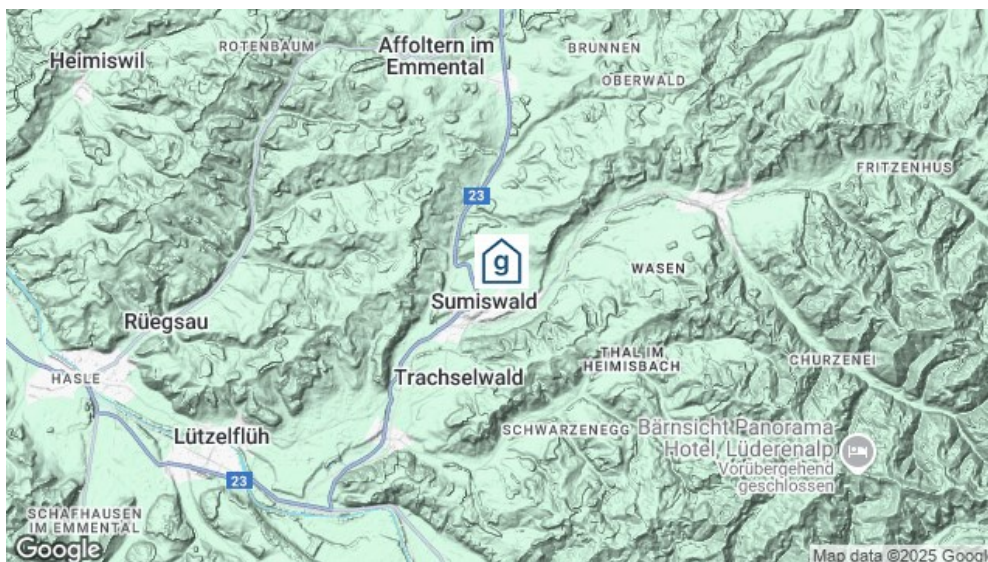 Affoltern im
Emmental
ROTENBAUM
BRUNNEN
Heimiswil
OBERWALD
FRITZENHUS
23
g
WASEN
Sumiswald
Rüegsau
THAL IM
HEIMISBACH
CHURZENEI
HASLE
Trachselwald
SCHWARZENEGG
Bärnsicht Panorama
Hotel, Lüderenalp
Vorübergehend
geschlossen
Lützelflüh
23
SCHAFHAUSEN
IM EMMENTAL
Google
Map data ©2025 Google